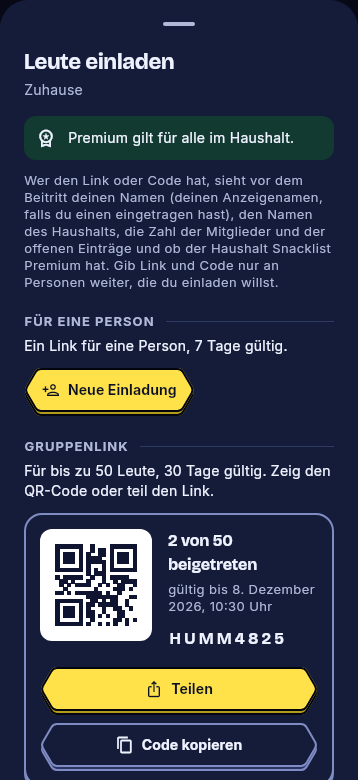 Leute einladen
Zuhause
Premium gilt für alle im Haushalt.
Wer den Link oder Code hat, sieht vor dem
Beitritt deinen Namen (deinen Anzeigenamen,
falls du einen eingetragen hast), den Namen
des Haushalts, die Zahl der Mitglieder und der
offenen Einträge und ob der Haushalt Snacklist
Premium hat. Gib Link und Code nur an
Personen weiter, die du einladen willst.
FÜR EINE PERSON
Ein Link für eine Person, 7 Tage gültig.
Neue Einladung
GRUPPENLINK
Für bis zu 50 Leute, 30 Tage gültig. Zeig den
QR-Code oder teil den Link.
2 von 50
beigetreten
gültig bis 8. Dezember
2026, 10:30 Uhr
HUMM4825
Teilen
Code kopieren